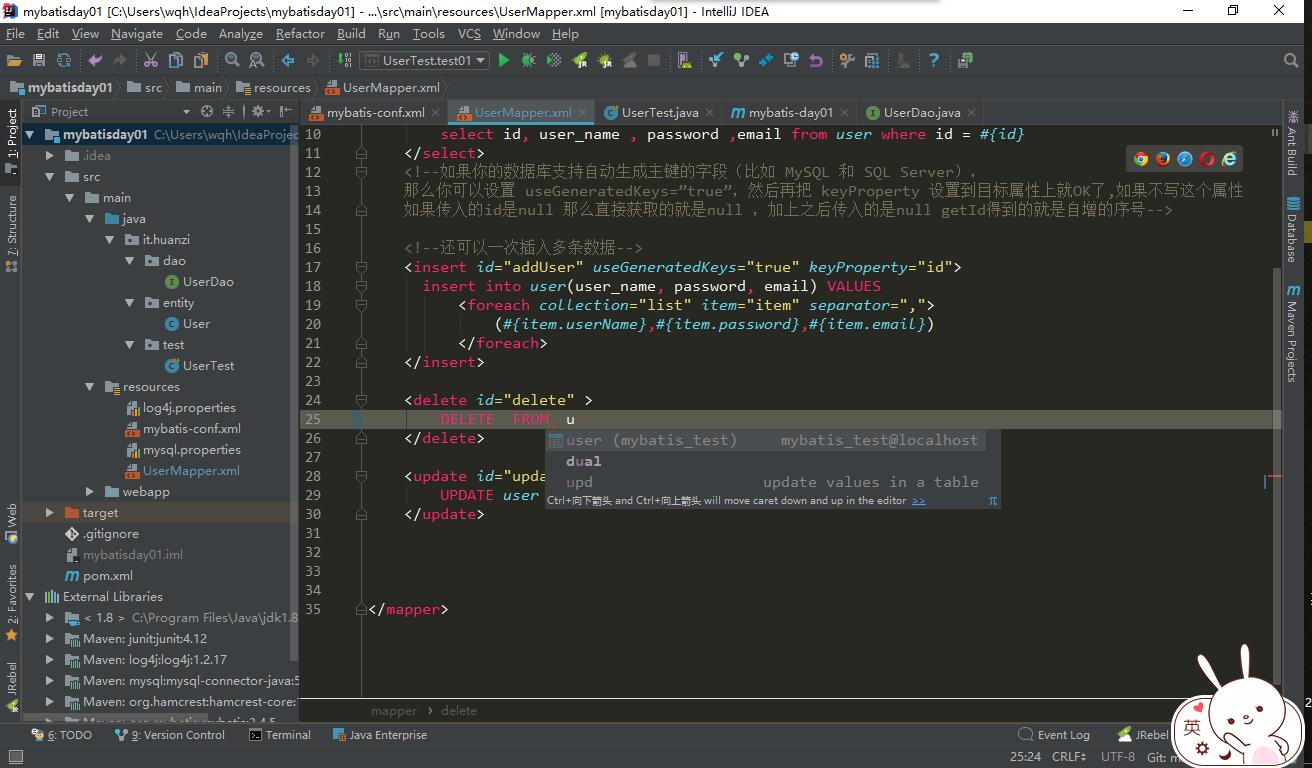 mybatisday01 [C:\Users\wqh\IdeaProjects\mybatisday01] - ...\src\main\resources\UserMapper.xml [mybatisday01] - IntelliJ IDEA
File Edit View Navigate Code Analyze Refactor Build Run Tools VCS Window Help
UserTest.test01
mybatisday01 src main resources UserMapper.xml
Project
mybatis-conf.xml UserMapper.xml UserTest.java mybatis-day01 UserDao.java
1: Project
7: Structure
Web
2: Favorites
JRebel
mybatisday01 C:\Users\wqh\IdeaProjec
.idea
src
main
java
it.huanzi
dao
UserDao
entity
User
test
UserTest
resources
log4j.properties
mybatis-conf.xml
mysql.properties
UserMapper.xml
webapp
target
.gitignore
mybatisday01.iml
pom.xml
External Libraries
< 1.8 > C:\Program Files\Java\jdk1.8
Maven: junit:junit:4.12
Maven: log4j:log4j:1.2.17
Maven: mysql:mysql-connector-java:5
Maven: org.hamcrest:hamcrest-core:
10 select id, user_name , password ,email from user where id = #{id}
11 </select>
12 <!--如果你的数据库支持自动生成主键的字段（比如 MySQL 和 SQL Server），
13 那么你可以设置 useGeneratedKeys=”true”，然后再把 keyProperty 设置到目标属性上就OK了,如果不写这个属性
14 如果传入的id是null 那么直接获取的就是null ，加上之后传入的是null getId得到的就是自增的序号-->
15
16 <!--还可以一次插入多条数据-->
17 <insert id="addUser" useGeneratedKeys="true" keyProperty="id">
18 insert into user(user_name, password, email) VALUES
19 <foreach collection="list" item="item" separator=",">
20 (#{item.userName},#{item.password},#{item.email})
21 </foreach>
22 </insert>
23
24 <delete id="delete" >
25 DELETE FROM u
26 </delete>
27
28 <update id="upda
29 UPDATE user
30 </update>
31
32
33
34
35 </mapper>
user (mybatis_test) mybatis_test@localhost
dual
upd update values in a table
Ctrl+向下箭头 and Ctrl+向上箭头 will move caret down and up in the editor >> π
Ant Build
Database
Maven Projects
mapper › delete
6: TODO 9: Version Control Terminal Java Enterprise Event Log JRebel
25:24 CRLF UTF-8 Git: m
英